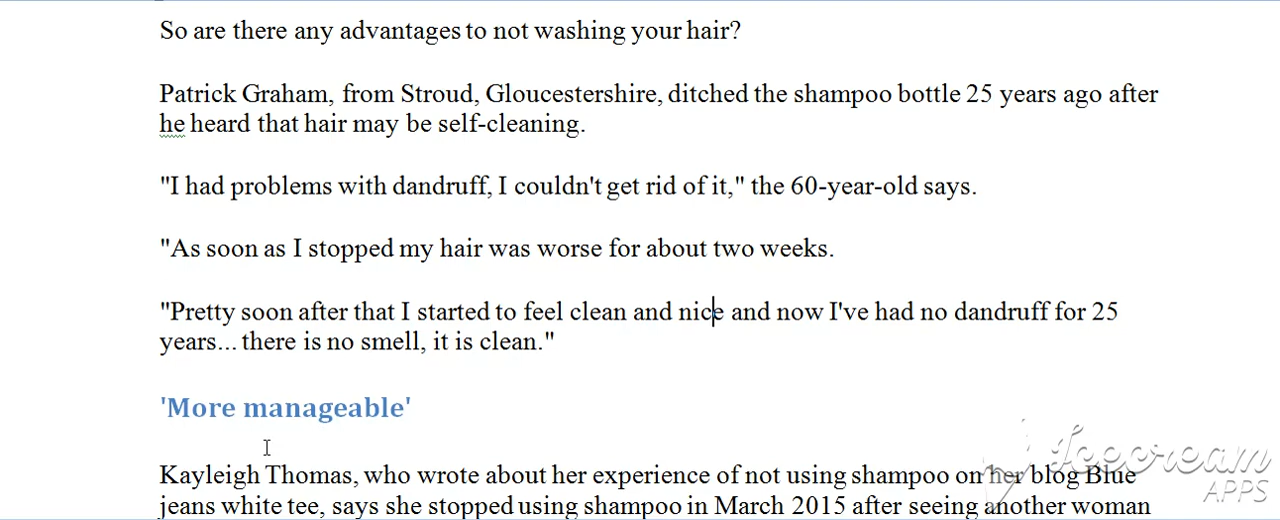 So are there any advantages to not washing your hair?
Patrick Graham, from Stroud, Gloucestershire, ditched the shampoo bottle 25 years ago after
he heard that hair may be self-cleaning.
"I had problems with dandruff, I couldn't get rid of it," the 60-year-old says.
"As soon as I stopped my hair was worse for about two weeks.
"Pretty soon after that I started to feel clean and nice and now I've had no dandruff for 25
years... there is no smell, it is clean."
'More manageable'
Kayleigh Thomas, who wrote about her experience of not using shampoo on her blog Blue
jeans white tee, says she stopped using shampoo in March 2015 after seeing another woman
Icecream
APPS